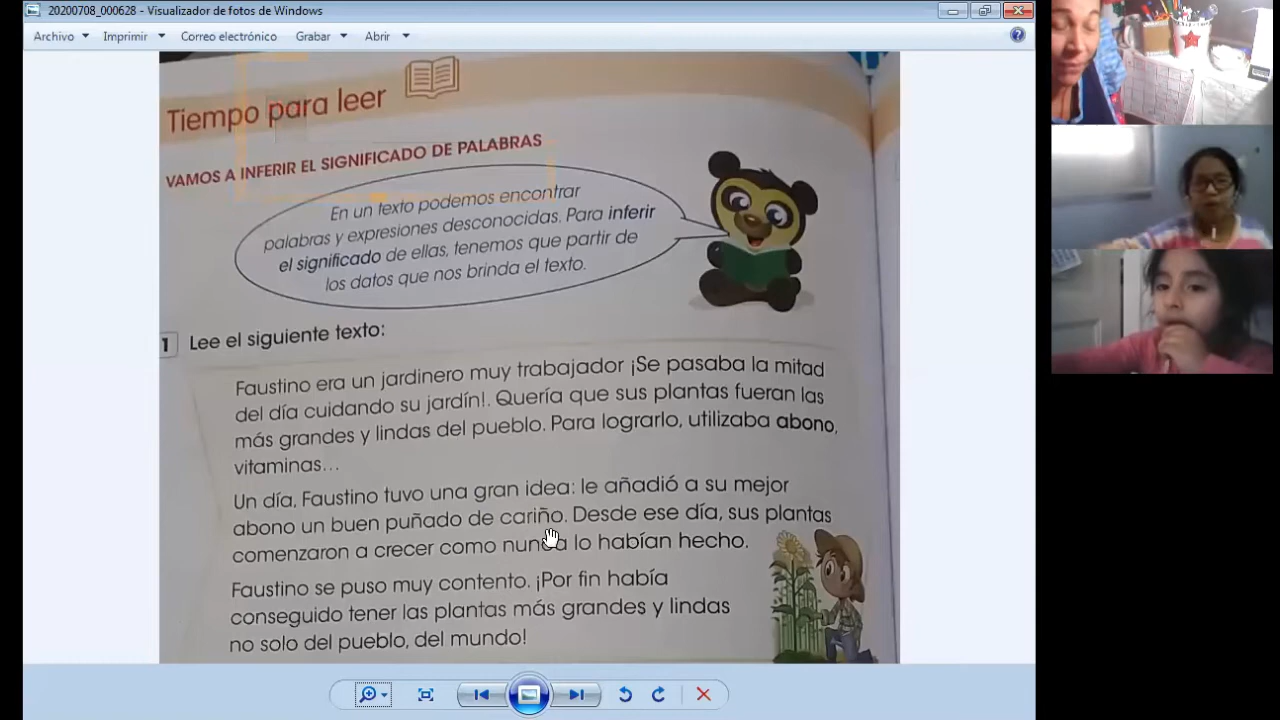 20200708_000628 - Visualizador de fotos de Windows
Archivo Imprimir Correo electrónico Grabar Abrir
Tiempo para leer
VAMOS A INFERIR EL SIGNIFICADO DE PALABRAS
En un texto podemos encontrar
palabras y expresiones desconocidas. Para inferir
el significado de ellas, tenemos que partir de
los datos que nos brinda el texto.
1 Lee el siguiente texto:
Faustino era un jardinero muy trabajador ¡Se pasaba la mitad
del día cuidando su jardín!. Quería que sus plantas fueran las
más grandes y lindas del pueblo. Para lograrlo, utilizaba abono,
vitaminas...
Un día, Faustino tuvo una gran idea: le añadió a su mejor
abono un buen puñado de cariño. Desde ese día, sus plantas
comenzaron a crecer como nunca lo habían hecho.
Faustino se puso muy contento. ¡Por fin había
conseguido tener las plantas más grandes y lindas
no solo del pueblo, del mundo!